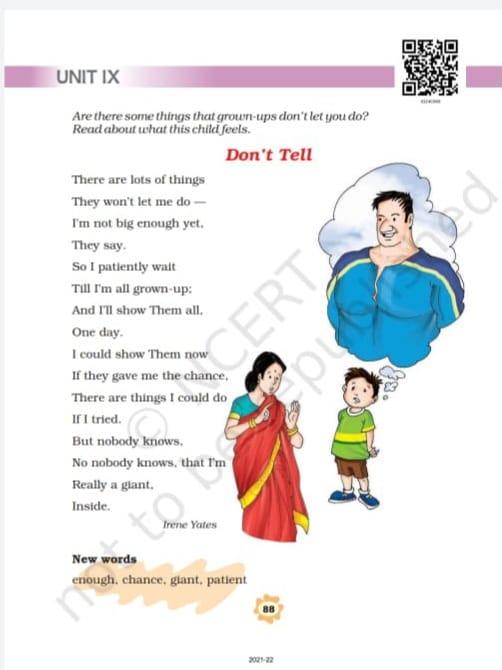 UNIT IX
Are there some things that grown-ups don't let you do?
Read about what this child feels.
Don't Tell
There are lots of things
They won't let me do —
I'm not big enough yet,
They say.
So I patiently wait
Till I'm all grown-up;
And I'll show Them all,
One day.
I could show Them now
If they gave me the chance,
There are things I could do
If I tried.
But nobody knows,
No nobody knows, that I'm
Really a giant,
Inside.
Irene Yates
New words
enough, chance, giant, patient
88
2021-22
© NCERT
not to be republished